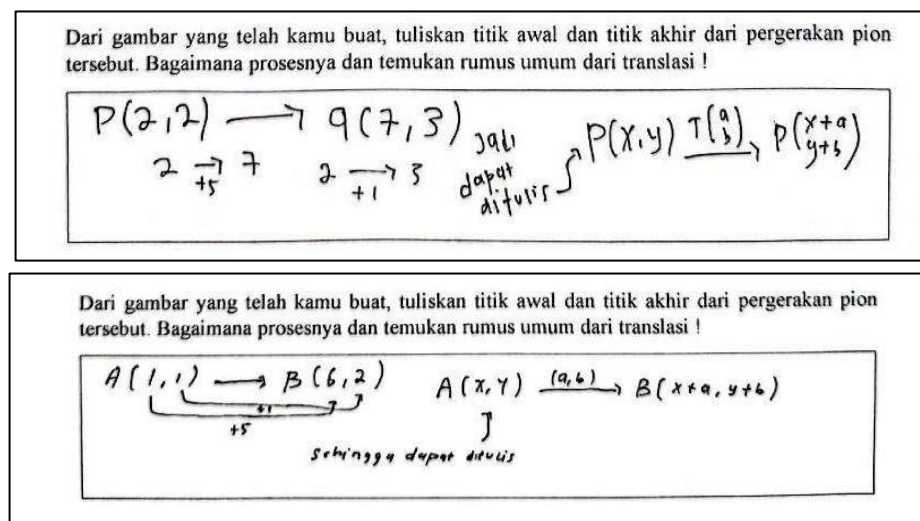 Dari gambar yang telah kamu buat, tuliskan titik awal dan titik akhir dari pergerakan pion
tersebut. Bagaimana prosesnya dan temukan rumus umum dari translasi !
P(2,2) → q(7,3) Jadi dapat ditulis P(x,y) T(a b) → P(x+a y+b)
2 → +5 7 2 → +1 3
Dari gambar yang telah kamu buat, tuliskan titik awal dan titik akhir dari pergerakan pion
tersebut. Bagaimana prosesnya dan temukan rumus umum dari translasi !
A(1,1) → B(6,2) A(x,y) (a,b) → B(x+a, y+b)
+1
+5
sehingga dapat ditulis